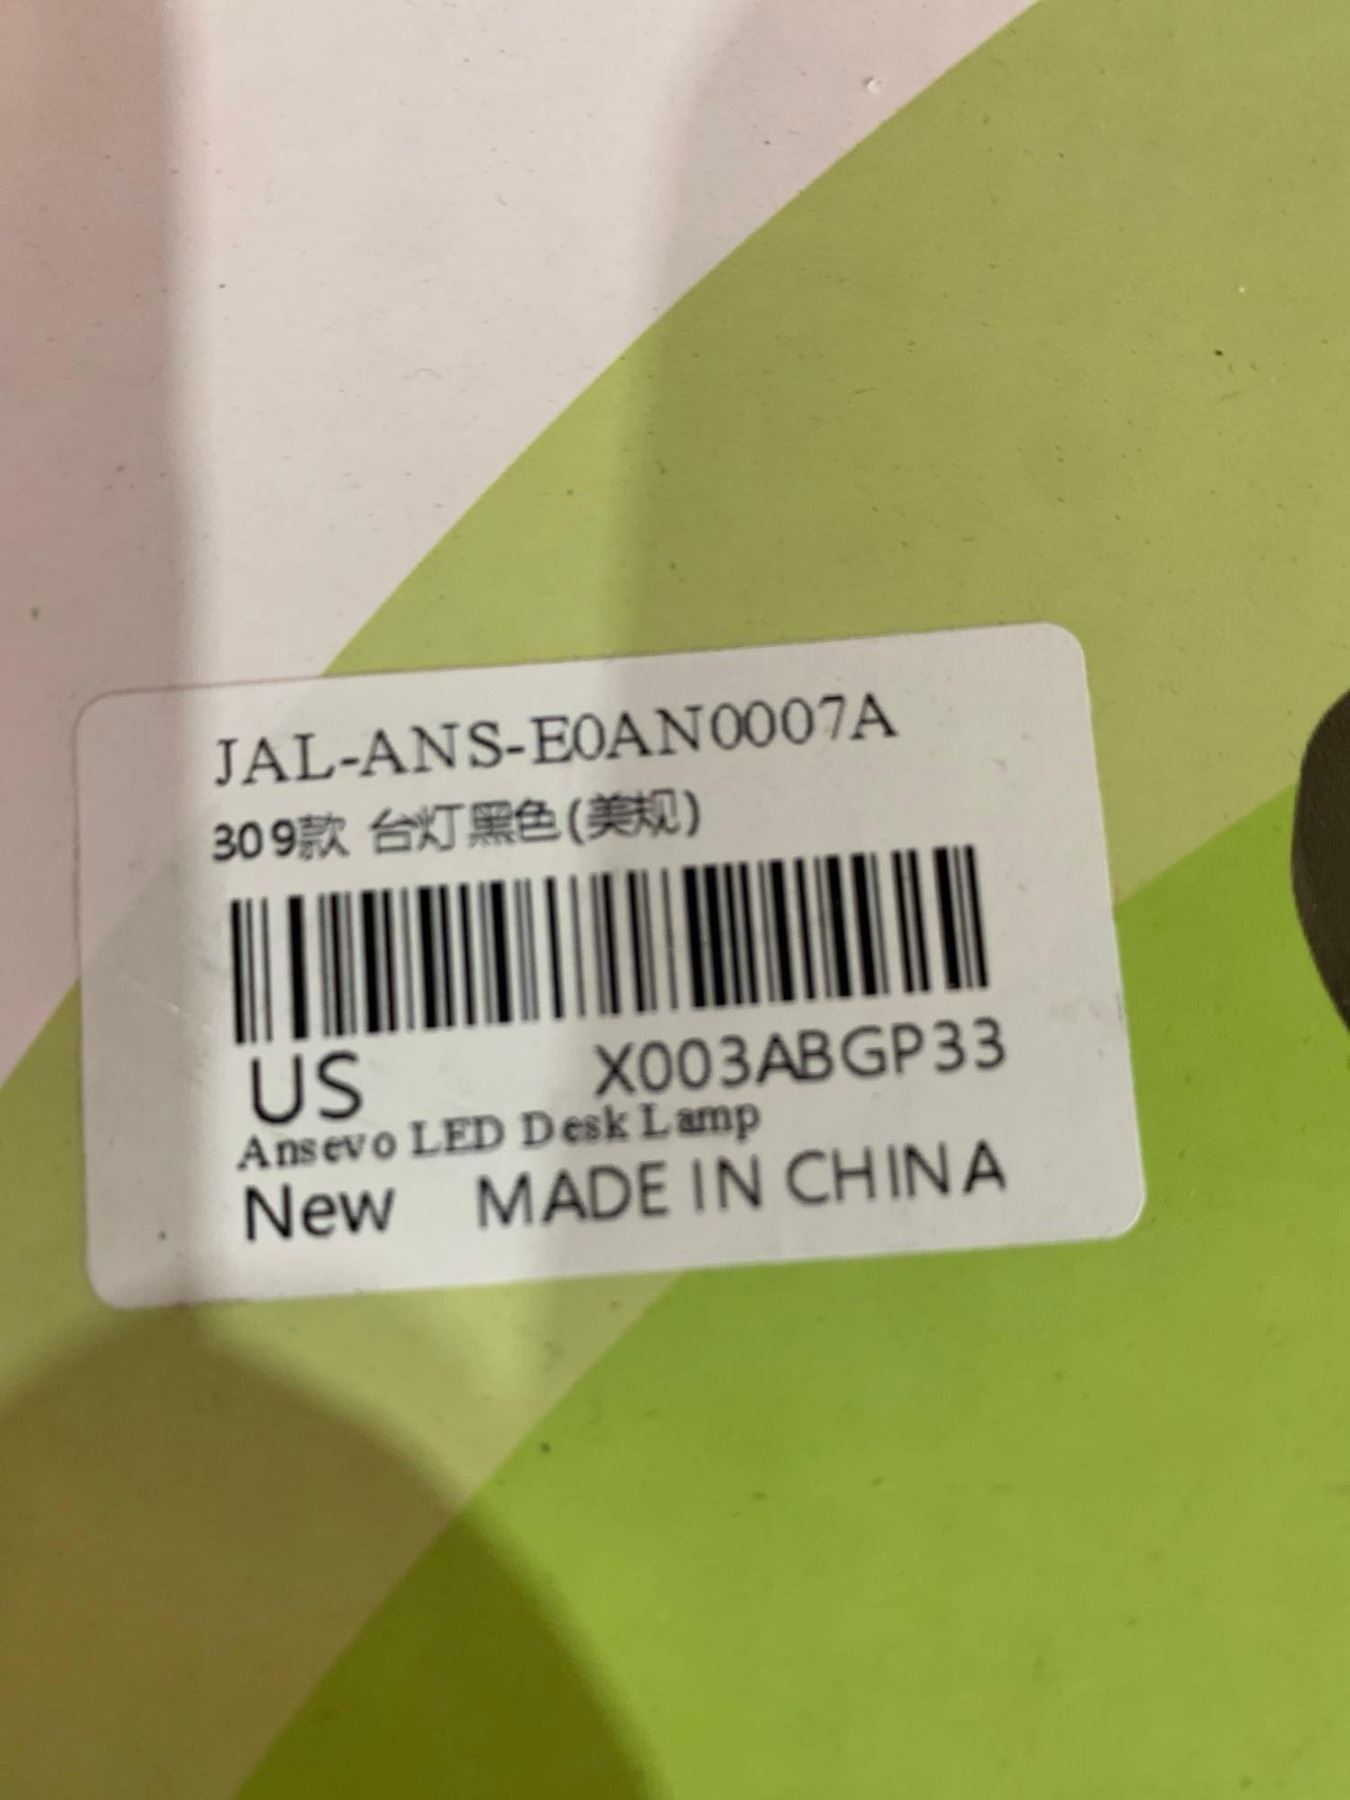 JAL-ANS-E0AN0007A
309款 台灯黑色(美规)
US X003ABGP33
Ansevo LED Desk Lamp
New MADE IN CHINA